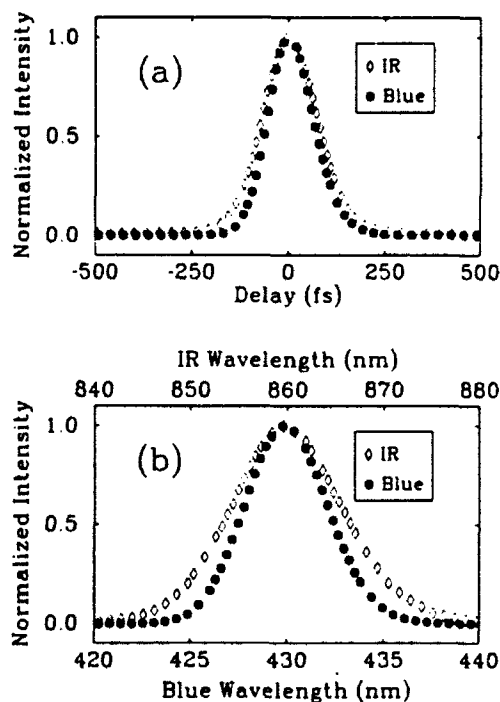 (a)
IR
Blue
Normalized Intensity
1.0
0.5
0.0
-500 -250 0 250 500
Delay (fs)
IR Wavelength (nm)
840 850 860 870 880
(b)
IR
Blue
Normalized Intensity
1.0
0.5
0.0
420 425 430 435 440
Blue Wavelength (nm)